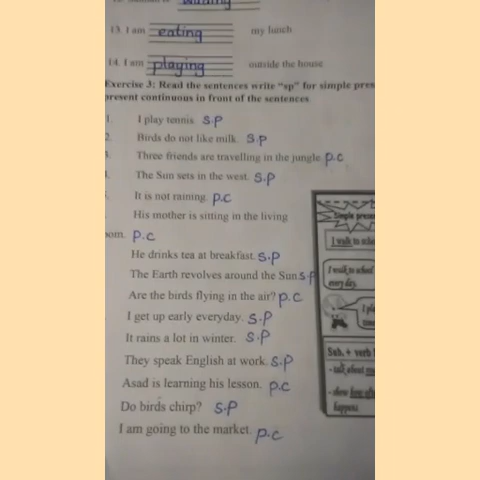 13. I am eating my lunch
14. I am playing outside the house
Exercise 3: Read the sentences write "sp" for simple
present continuous in front of the sentences
I play tennis. S.P
Birds do not like milk. S.P
Three friends are travelling in the jungle. P.C
The Sun sets in the west. S.P
It is not raining. P.C
His mother is sitting in the living
P.C
He drinks tea at breakfast. S.P
The Earth revolves around the Sun S.P
Are the birds flying in the air? P.C
I get up early everyday. S.P
It rains a lot in winter. S.P
They speak English at work. S.P
Asad is learning his lesson. P.C
Do birds chirp? S.P
I am going to the market. P.C
Simple
I walk to
I walk to school
every day.
Sub. + verb
- talk about
- show how
happens